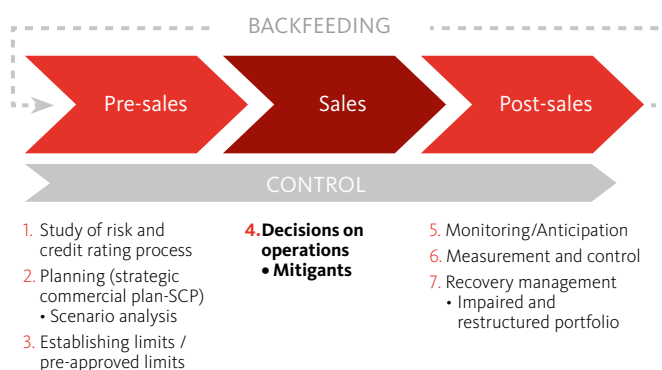 BACKFEEDING
Pre-sales
Sales
Post-sales
CONTROL
1. Study of risk and
credit rating process
2. Planning (strategic
commercial plan-SCP)
• Scenario analysis
3. Establishing limits /
pre-approved limits
4. Decisions on
operations
• Mitigants
5. Monitoring/Anticipation
6. Measurement and control
7. Recovery management
• Impaired and
restructured portfolio